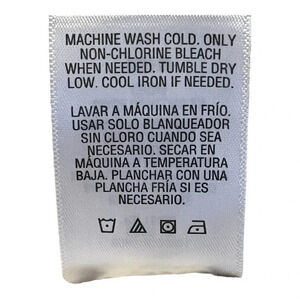 MACHINE WASH COLD. ONLY
NON-CHLORINE BLEACH
WHEN NEEDED. TUMBLE DRY
LOW. COOL IRON IF NEEDED.
LAVAR A MÁQUINA EN FRÍO.
USAR SOLO BLANQUEADOR
SIN CLORO CUANDO SEA
NECESARIO. SECAR EN
MÁQUINA A TEMPERATURA
BAJA. PLANCHAR CON UNA
PLANCHA FRÍA SI ES
NECESARIO.